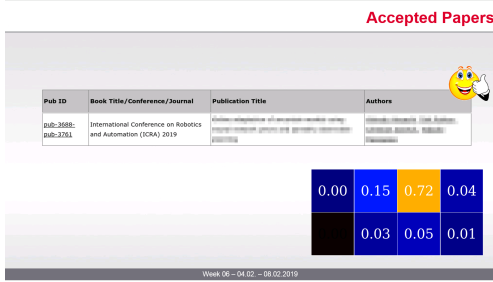 Accepted Papers
Pub ID Book Title/Conference/Journal Publication Title Authors
pub-3688-
pub-3761
International Conference on Robotics
and Automation (ICRA) 2019
0.00 0.15 0.72 0.04
0.03 0.05 0.01
Week 06 – 04.02. – 08.02.2019